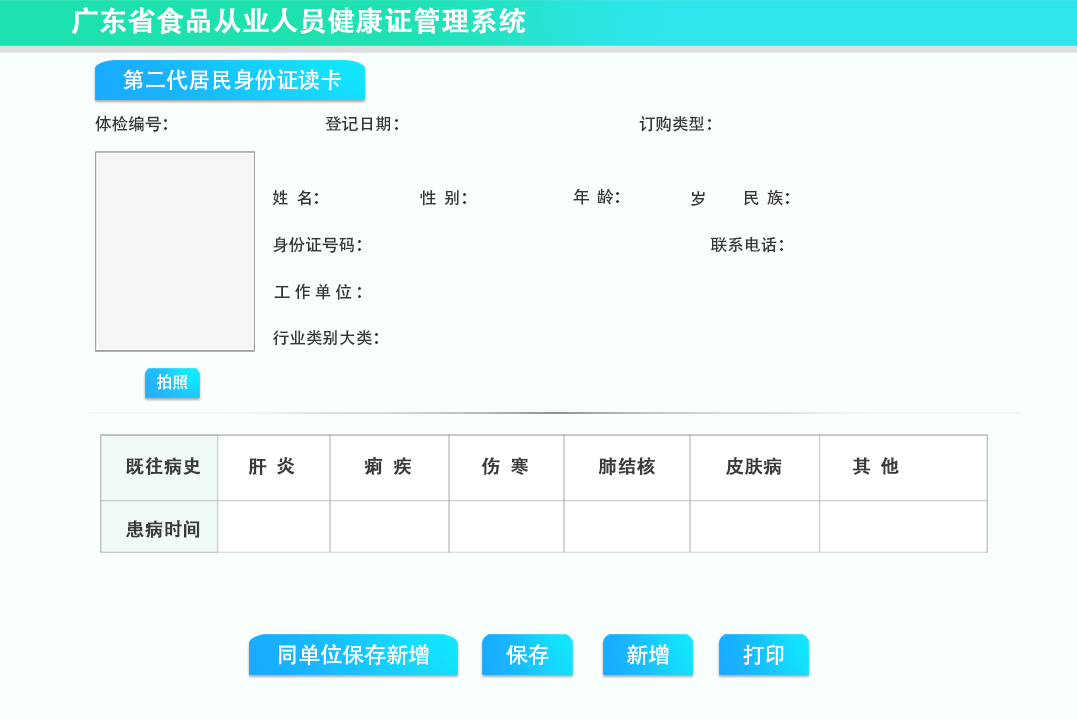 广东省食品从业人员健康证管理系统
第二代居民身份证读卡
体检编号： 登记日期： 订购类型：
姓 名： 性 别： 年 龄： 岁 民 族：
身份证号码： 联系电话：
工作单位：
行业类别大类：
拍照
既往病史 肝 炎 痢 疾 伤 寒 肺结核 皮肤病 其 他
患病时间
同单位保存新增 保存 新增 打印